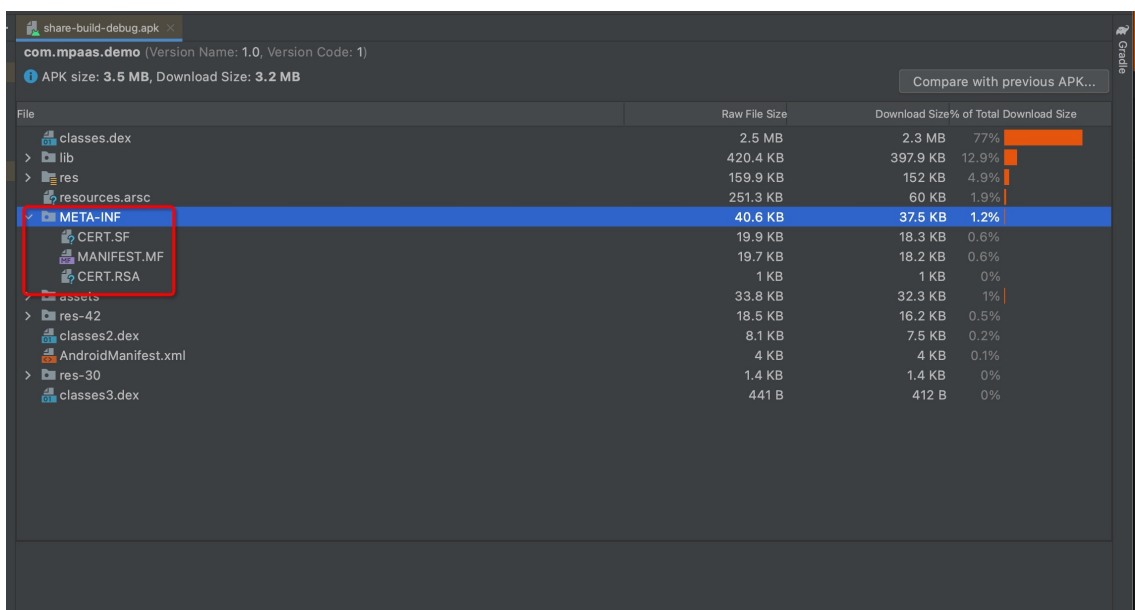 share-build-debug.apk
com.mpaas.demo (Version Name: 1.0, Version Code: 1)
APK size: 3.5 MB, Download Size: 3.2 MB
Compare with previous APK...
Gradle
File Raw File Size Download Size % of Total Download Size
classes.dex 2.5 MB 2.3 MB 77%
lib 420.4 KB 397.9 KB 12.9%
res 159.9 KB 152 KB 4.9%
resources.arsc 251.3 KB 60 KB 1.9%
META-INF 40.6 KB 37.5 KB 1.2%
CERT.SF 19.9 KB 18.3 KB 0.6%
MANIFEST.MF 19.7 KB 18.2 KB 0.6%
CERT.RSA 1 KB 1 KB 0%
assets 33.8 KB 32.3 KB 1%
res-42 18.5 KB 16.2 KB 0.5%
classes2.dex 8.1 KB 7.5 KB 0.2%
AndroidManifest.xml 4 KB 4 KB 0.1%
res-30 1.4 KB 1.4 KB 0%
classes3.dex 441 B 412 B 0%